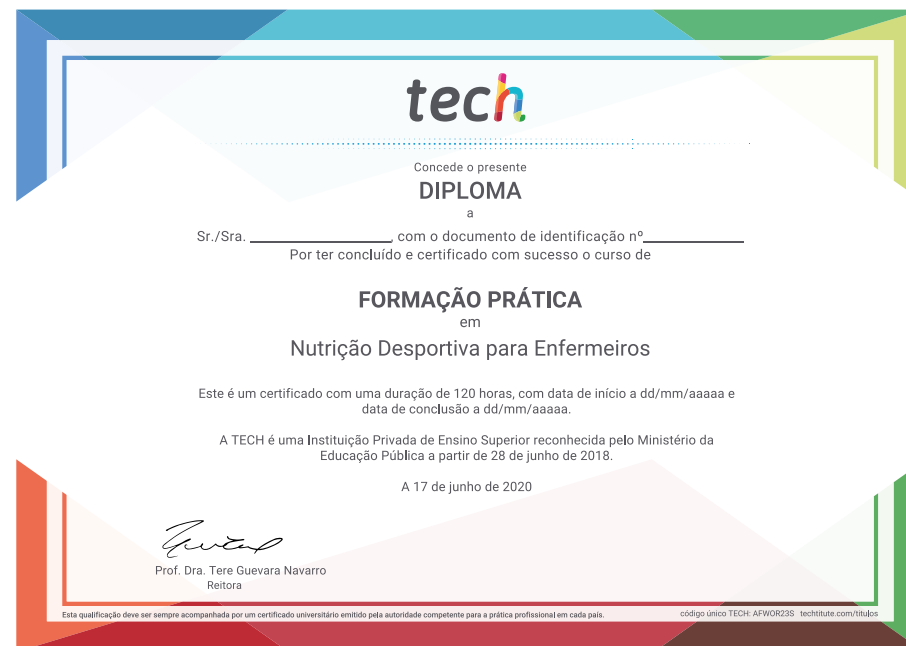 tech
Concede o presente
DIPLOMA
a
Sr./Sra. ____________________, com o documento de identificação nº______________
Por ter concluído e certificado com sucesso o curso de
FORMAÇÃO PRÁTICA
em
Nutrição Desportiva para Enfermeiros
Este é um certificado com uma duração de 120 horas, com data de início a dd/mm/aaaaa e
data de conclusão a dd/mm/aaaaa.
A TECH é uma Instituição Privada de Ensino Superior reconhecida pelo Ministério da
Educação Pública a partir de 28 de junho de 2018.
A 17 de junho de 2020
Prof. Dra. Tere Guevara Navarro
Reitora
Esta qualificação deve ser sempre acompanhada por um certificado universitário emitido pela autoridade competente para a prática profissional em cada país.
código único TECH: AFWOR23S techtitute.com/titulos